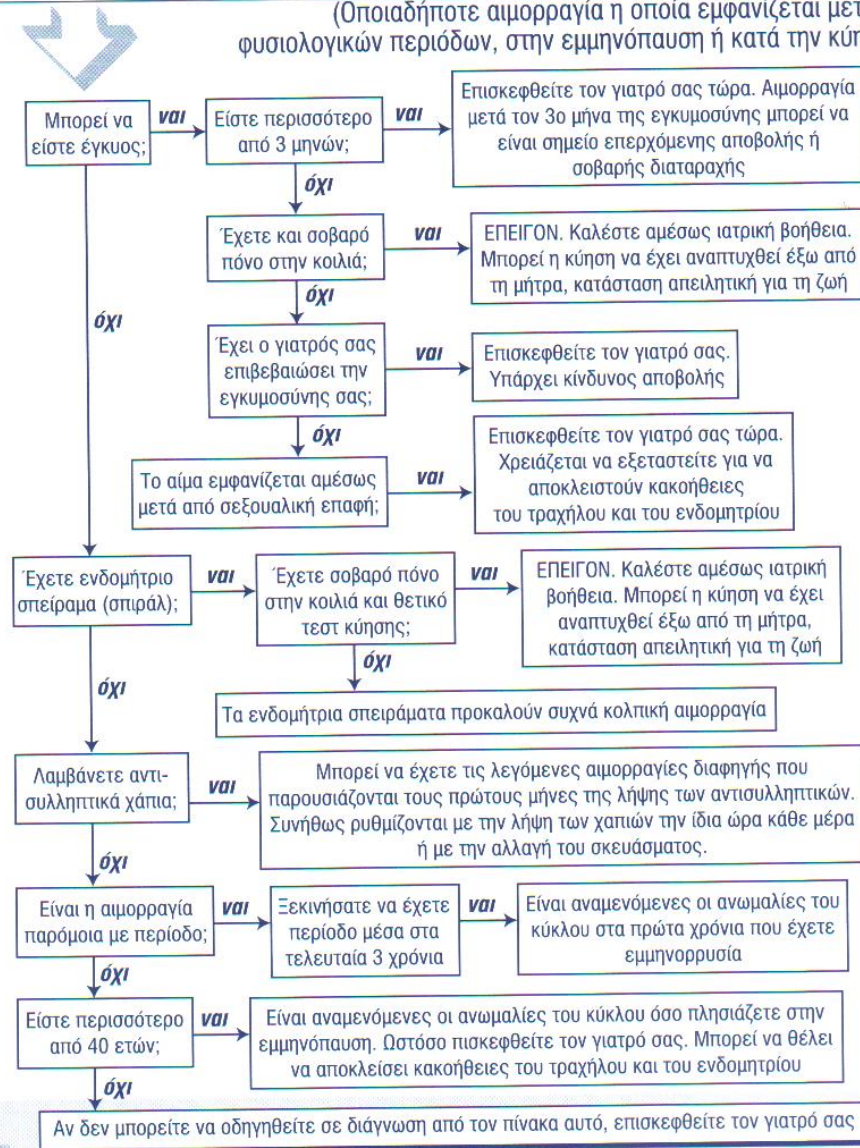 (Οποιαδήποτε αιμορραγία η οποία εμφανίζεται μετ
φυσιολογικών περιόδων, στην εμμηνόπαυση ή κατά την κύη
Μπορεί να
είστε έγκυος;
ναι
Είστε περισσότερο
από 3 μηνών;
ναι
Επισκεφθείτε τον γιατρό σας τώρα. Αιμορραγία
μετά τον 3ο μήνα της εγκυμοσύνης μπορεί να
είναι σημείο επερχόμενης αποβολής ή
σοβαρής διαταραχής
όχι
Έχετε και σοβαρό
πόνο στην κοιλιά;
ναι
ΕΠΕΙΓΟΝ. Καλέστε αμέσως ιατρική βοήθεια.
Μπορεί η κύηση να έχει αναπτυχθεί έξω από
τη μήτρα, κατάσταση απειλητική για τη ζωή
όχι
όχι
Έχει ο γιατρός σας
επιβεβαιώσει την
εγκυμοσύνης σας;
ναι
Επισκεφθείτε τον γιατρό σας.
Υπάρχει κίνδυνος αποβολής
όχι
Το αίμα εμφανίζεται αμέσως
μετά από σεξουαλική επαφή;
ναι
Επισκεφθείτε τον γιατρό σας τώρα.
Χρειάζεται να εξεταστείτε για να
αποκλειστούν κακοήθειες
του τραχήλου και του ενδομητρίου
Έχετε ενδομήτριο
σπείραμα (σπιράλ);
ναι
Έχετε σοβαρό πόνο
στην κοιλιά και θετικό
τεστ κύησης;
ναι
ΕΠΕΙΓΟΝ. Καλέστε αμέσως ιατρική
βοήθεια. Μπορεί η κύηση να έχει
αναπτυχθεί έξω από τη μήτρα,
κατάσταση απειλητική για τη ζωή
όχι
όχι
Τα ενδομήτρια σπειράματα προκαλούν συχνά κολπική αιμορραγία
Λαμβάνετε αντι-
συλληπτικά χάπια;
ναι
Μπορεί να έχετε τις λεγόμενες αιμορραγίες διαφηγής που
παρουσιάζονται τους πρώτους μήνες της λήψης των αντισυλληπτικών.
Συνήθως ρυθμίζονται με την λήψη των χαπιών την ίδια ώρα κάθε μέρα
ή με την αλλαγή του σκευάσματος.
όχι
Είναι η αιμορραγία
παρόμοια με περίοδο;
ναι
Ξεκινήσατε να έχετε
περίοδο μέσα στα
τελευταία 3 χρόνια
ναι
Είναι αναμενόμενες οι ανωμαλίες του
κύκλου στα πρώτα χρόνια που έχετε
εμμηνορρυσία
όχι
Είστε περισσότερο
από 40 ετών;
ναι
Είναι αναμενόμενες οι ανωμαλίες του κύκλου όσο πλησιάζετε στην
εμμηνόπαυση. Ωστόσο πισκεφθείτε τον γιατρό σας. Μπορεί να θέλει
να αποκλείσει κακοήθειες του τραχήλου και του ενδομητρίου
όχι
Αν δεν μπορείτε να οδηγηθείτε σε διάγνωση από τον πίνακα αυτό, επισκεφθείτε τον γιατρό σας